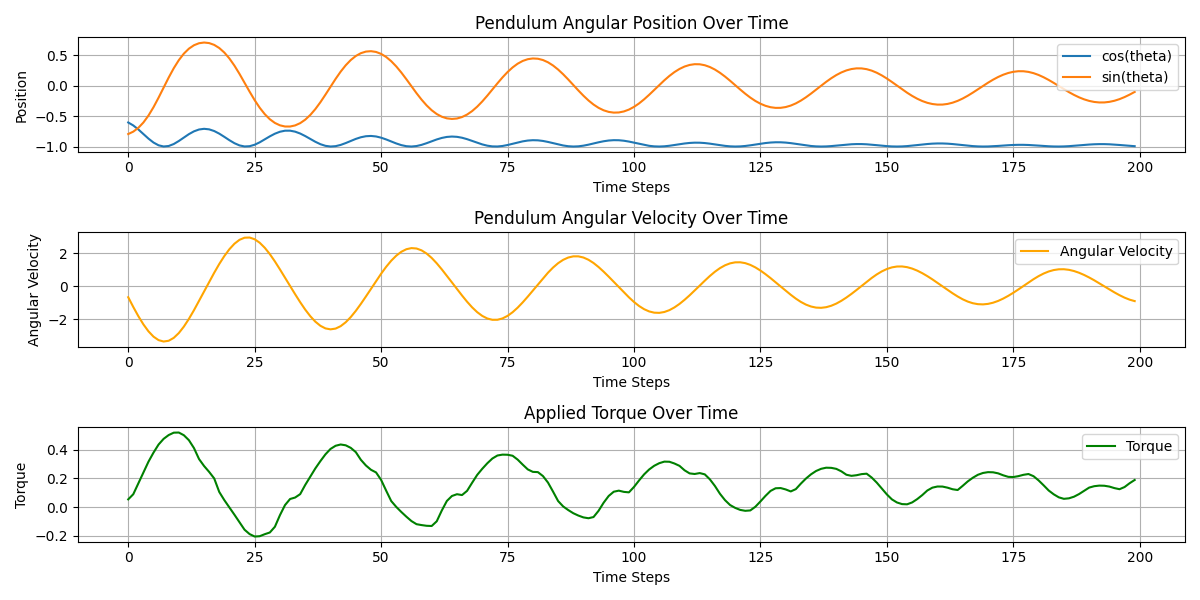 Pendulum Angular Position Over Time
Position
0.5
0.0
−0.5
−1.0
cos(theta)
sin(theta)
0 25 50 75 100 125 150 175 200
Time Steps
Pendulum Angular Velocity Over Time
Angular Velocity
2
0
−2
Angular Velocity
0 25 50 75 100 125 150 175 200
Time Steps
Applied Torque Over Time
Torque
0.4
0.2
0.0
−0.2
Torque
0 25 50 75 100 125 150 175 200
Time Steps